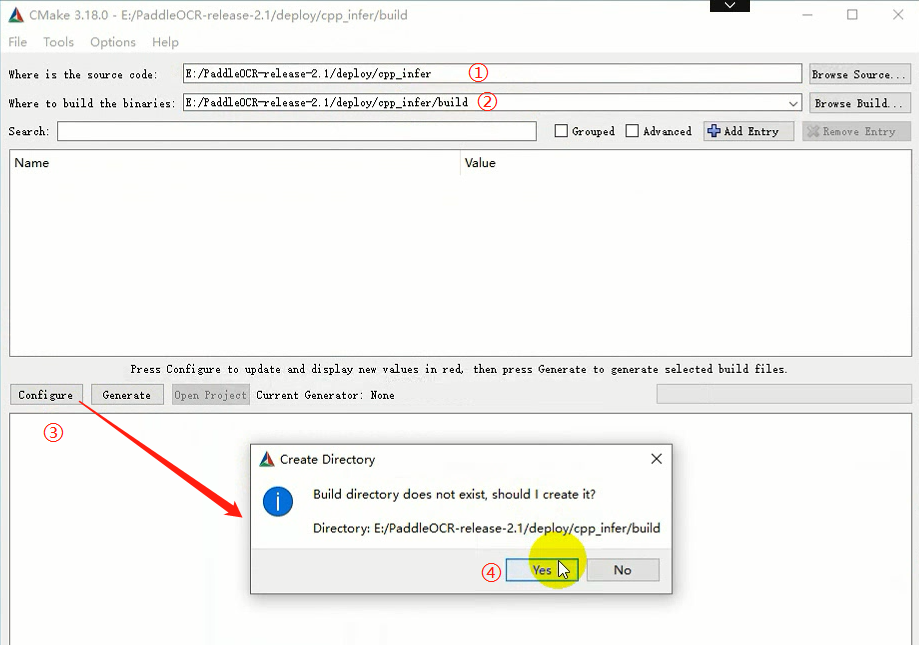 CMake 3.18.0 - E:/PaddleOCR-release-2.1/deploy/cpp_infer/build
File Tools Options Help
Where is the source code: E:/PaddleOCR-release-2.1/deploy/cpp_infer ① Browse Source...
Where to build the binaries: E:/PaddleOCR-release-2.1/deploy/cpp_infer/build ② Browse Build...
Search: Grouped Advanced Add Entry Remove Entry
Name Value
Press Configure to update and display new values in red, then press Generate to generate selected build files.
Configure Generate Open Project Current Generator: None
③
Create Directory
Build directory does not exist, should I create it?
Directory: E:/PaddleOCR-release-2.1/deploy/cpp_infer/build
④ Yes No